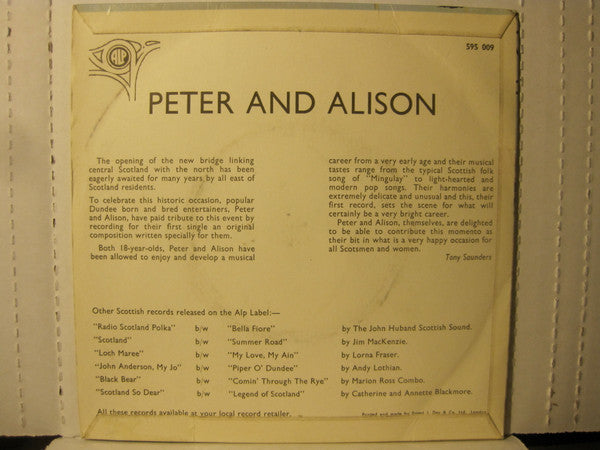 ALP
595 009
PETER AND ALISON
The opening of the new bridge linking
central Scotland with the north has been
eagerly awaited for many years by all east of
Scotland residents.
To celebrate this historic occasion, popular
Dundee born and bred entertainers, Peter
and Alison, have paid tribute to this event by
recording for their first single an original
composition written specially for them.
Both 18-year-olds, Peter and Alison have
been allowed to enjoy and develop a musical
career from a very early age and their musical
tastes range from the typical Scottish folk
song of "Mingulay" to light-hearted and
modern pop songs. Their harmonies are
extremely delicate and unusual and this, their
first record, sets the scene for what will
certainly be a very bright career.
Peter and Alison, themselves, are delighted
to be able to contribute this momento as
their bit in what is a very happy occasion for
all Scotsmen and women.
Tony Saunders
Other Scottish records released on the Alp Label:—
"Radio Scotland Polka" b/w "Bella Fiore" by The John Huband Scottish Sound.
"Scotland" b/w "Summer Road" by Jim MacKenzie.
"Loch Maree" b/w "My Love, My Ain" by Lorna Fraser.
"John Anderson, My Jo" b/w "Piper O' Dundee" by Andy Lothian.
"Black Bear" b/w "Comin' Through The Rye" by Marion Ross Combo.
"Scotland So Dear" b/w "Legend of Scotland" by Catherine and Annette Blackmore.
All these records available at your local record retailer.
Printed and made by Ernest J. Day & Co. Ltd. London